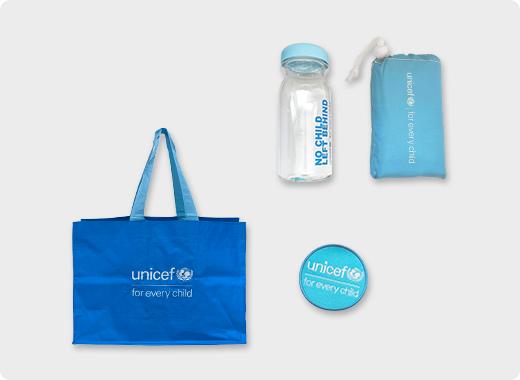 NO CHILD
LEFT BEHIND
unicef | for every child
unicef
for every child
unicef
for every child